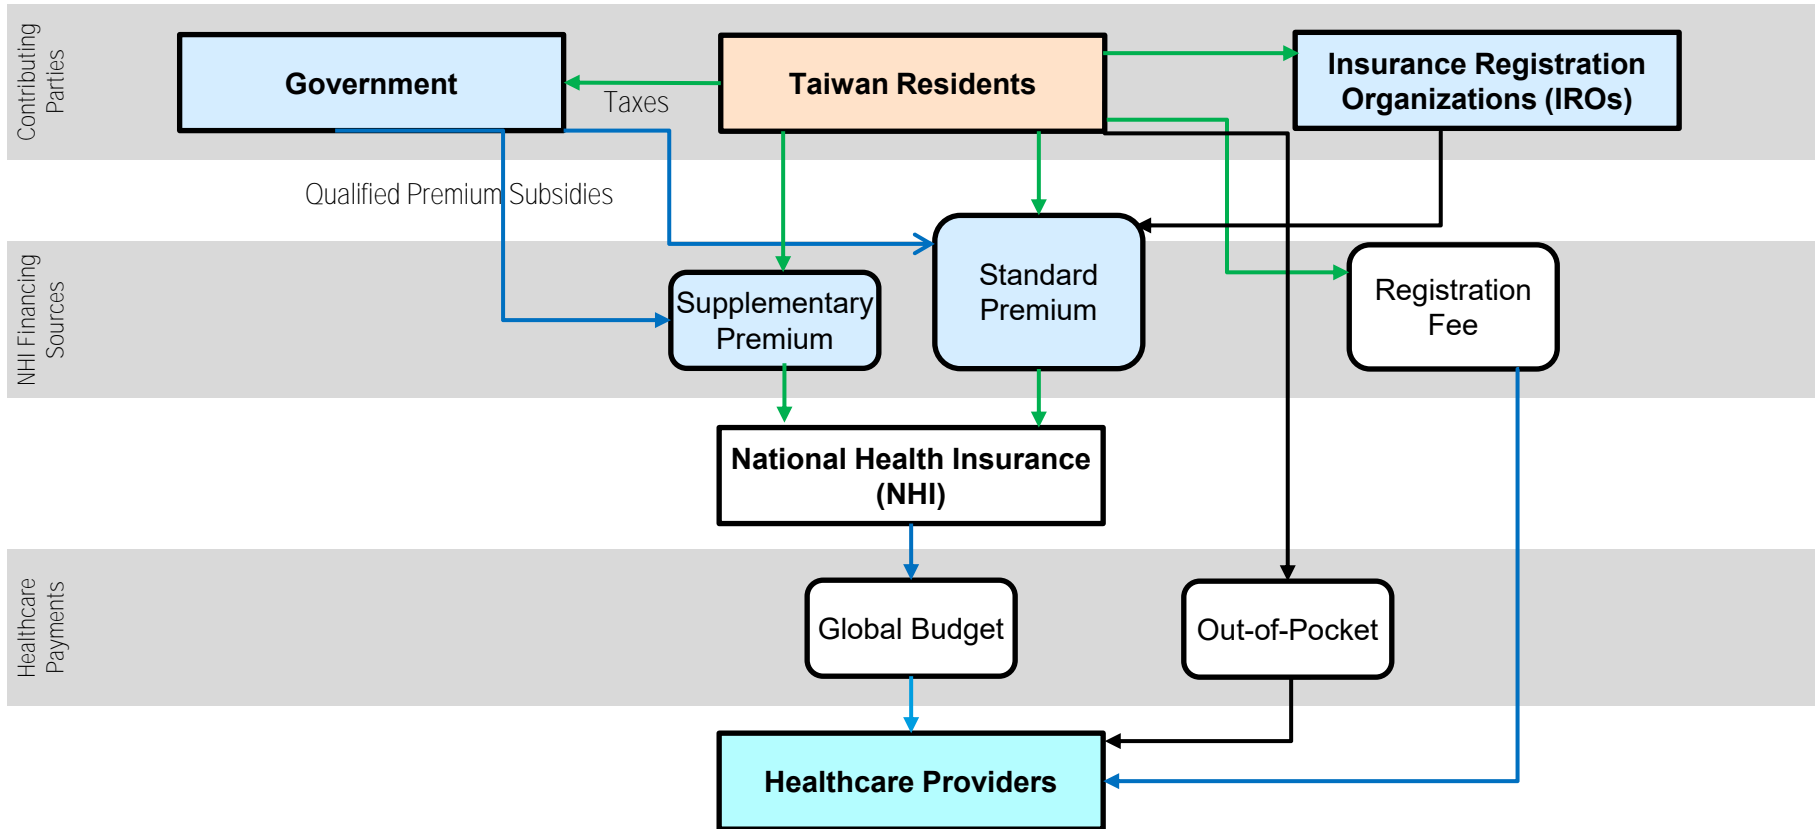 Contributing
Parties
Government
Taxes
Taiwan Residents
Insurance Registration
Organizations (IROs)
Qualified Premium Subsidies
NHI Financing
Sources
Supplementary
Premium
Standard
Premium
Registration
Fee
National Health Insurance
(NHI)
Healthcare
Payments
Global Budget
Out-of-Pocket
Healthcare Providers